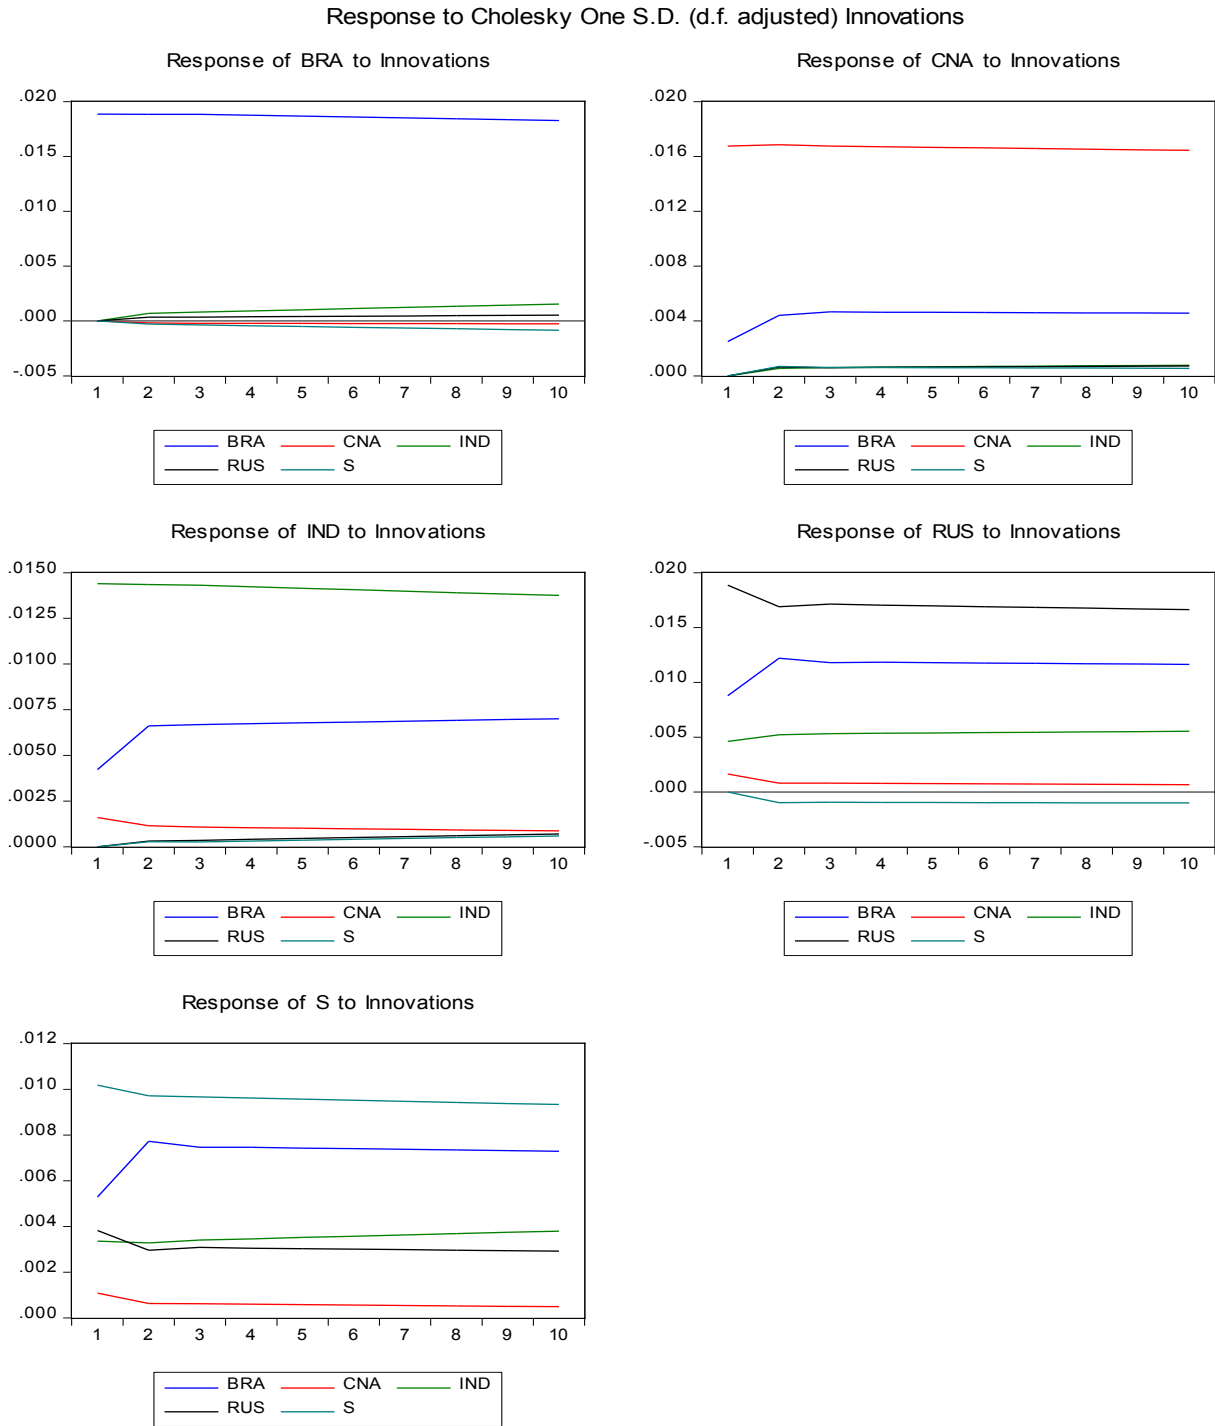 Response to Cholesky One S.D. (d.f. adjusted) Innovations
Response of BRA to Innovations
.020
.015
.010
.005
.000
-.005
1 2 3 4 5 6 7 8 9 10
BRA CNA IND
RUS S
Response of CNA to Innovations
.020
.016
.012
.008
.004
.000
1 2 3 4 5 6 7 8 9 10
BRA CNA IND
RUS S
Response of IND to Innovations
.0150
.0125
.0100
.0075
.0050
.0025
.0000
1 2 3 4 5 6 7 8 9 10
BRA CNA IND
RUS S
Response of RUS to Innovations
.020
.015
.010
.005
.000
-.005
1 2 3 4 5 6 7 8 9 10
BRA CNA IND
RUS S
Response of S to Innovations
.012
.010
.008
.006
.004
.002
.000
1 2 3 4 5 6 7 8 9 10
BRA CNA IND
RUS S